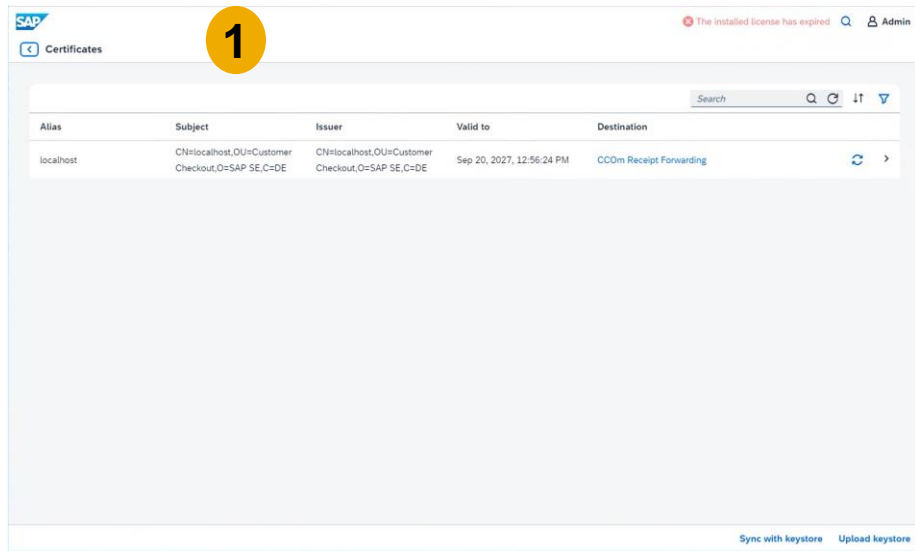 SAP
The installed license has expired
Admin
Certificates
1
Search
Alias Subject Issuer Valid to Destination
localhost CN=localhost,OU=Customer CN=localhost,OU=Customer Sep 20, 2027, 12:56:24 PM CCOm Receipt Forwarding
Checkout,O=SAP SE,C=DE Checkout,O=SAP SE,C=DE
Sync with keystore Upload keystore